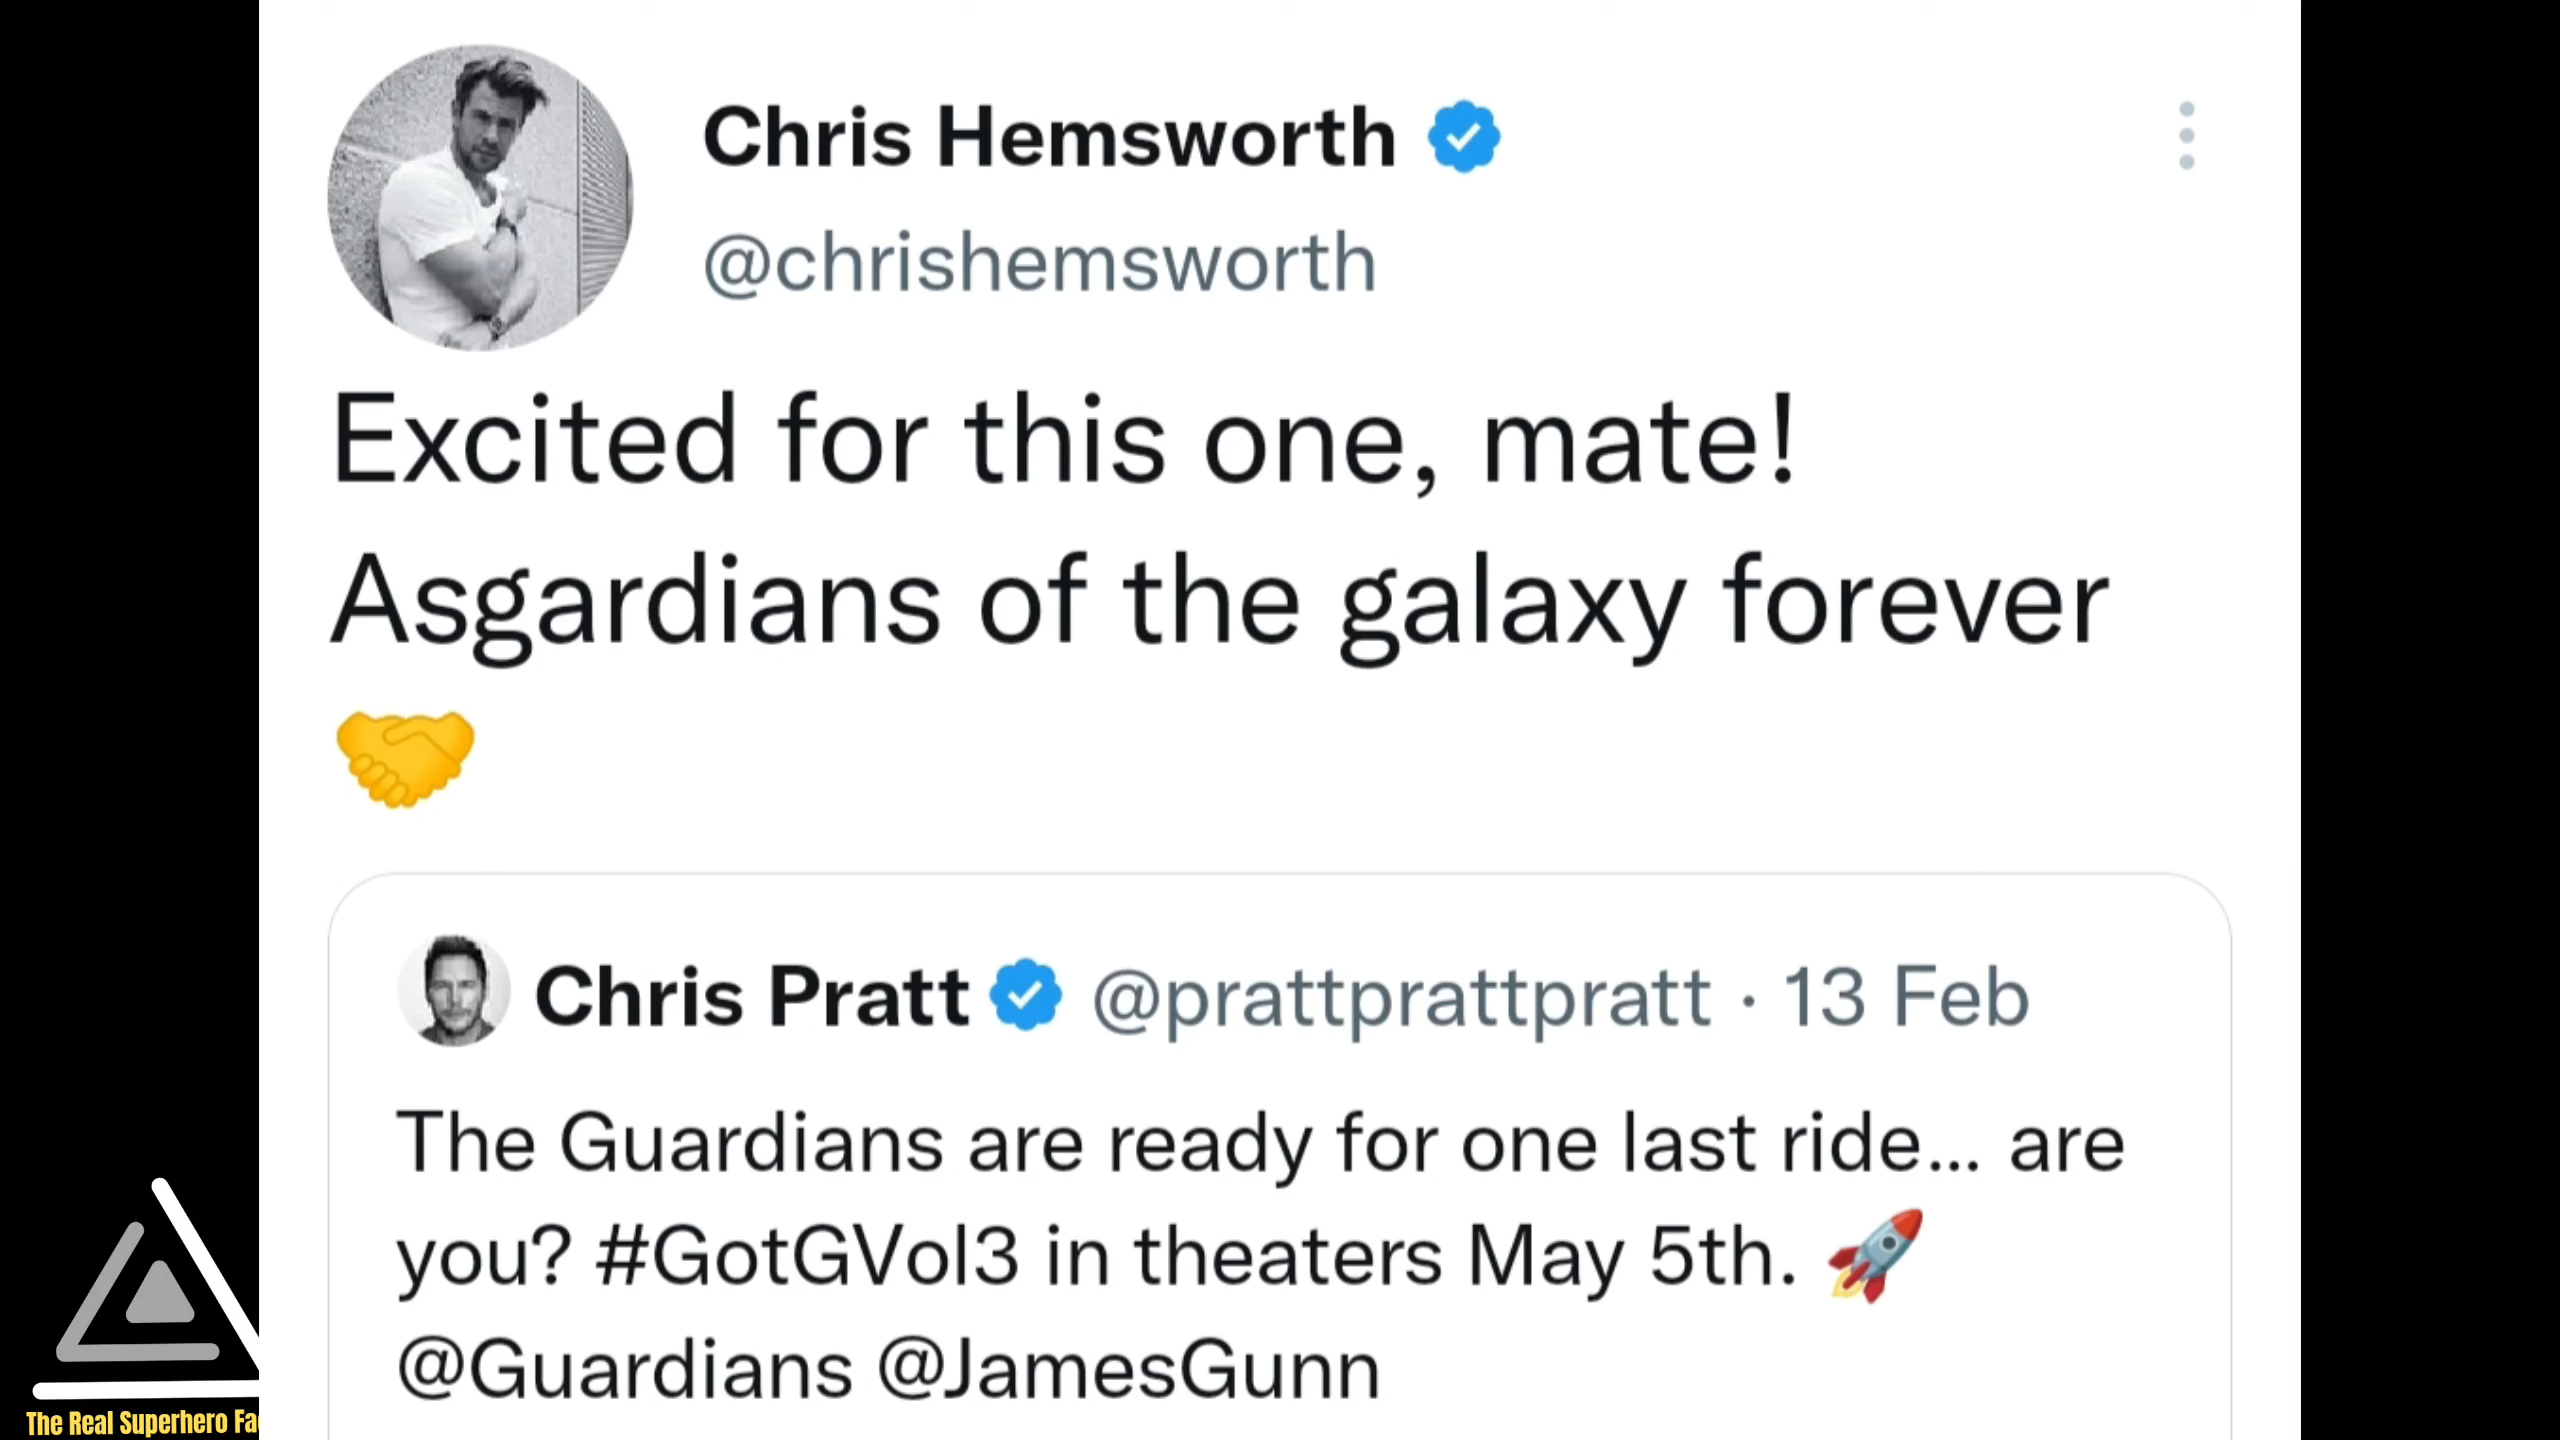 Chris Hemsworth
@chrishemsworth
Excited for this one, mate!
Asgardians of the galaxy forever
🤝
Chris Pratt @prattprattpratt · 13 Feb
The Guardians are ready for one last ride... are
you? #GotGVol3 in theaters May 5th. 🚀
@Guardians @JamesGunn
The Real Superhero